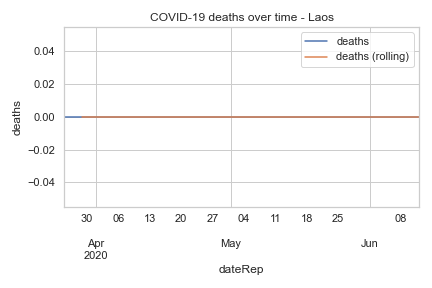 COVID-19 deaths over time - Laos
deaths
deaths (rolling)
0.04
0.02
0.00
−0.02
−0.04
deaths
30 06 13 20 27 04 11 18 25 08
Apr May Jun
2020
dateRep